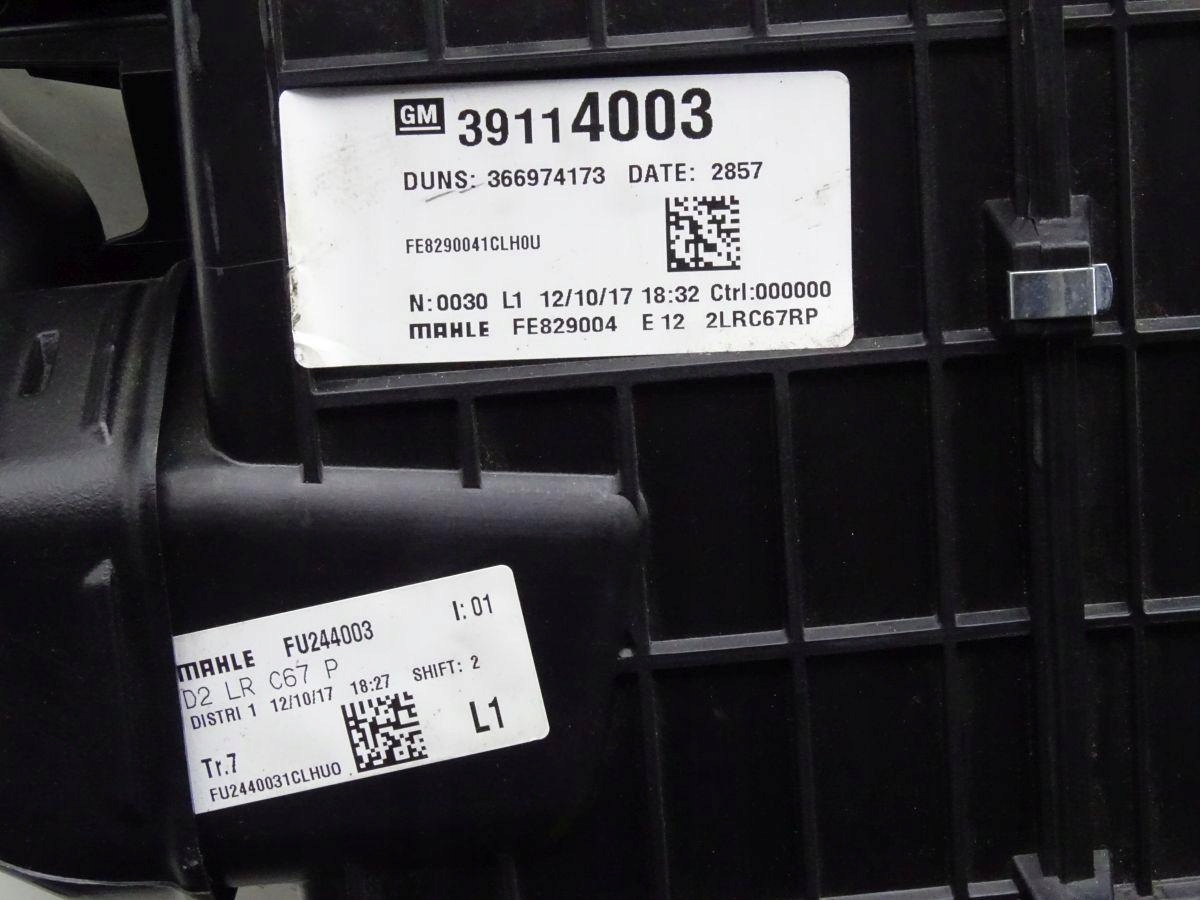 GM 39114003
DUNS: 366974173 DATE: 2857
FE8290041CLH0U
N:0030 L1 12/10/17 18:32 Ctrl:000000
MAHLE FE829004 E 12 2LRC67RP
MAHLE FU244003 I: 01
D2 LR C67 P
DISTRI 1 12/10/17 18:27 SHIFT: 2
Tr.7 L1
FU2440031CLHU0